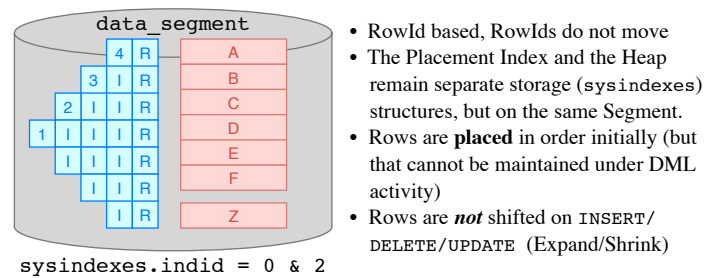 data_segment
4 R A
3 I R B
2 I I R C
1 I I I R D
I I I R E
I I R F
I R Z
sysindexes.indid = 0 & 2
• RowId based, RowIds do not move
• The Placement Index and the Heap
remain separate storage (sysindexes)
structures, but on the same Segment.
• Rows are placed in order initially (but
that cannot be maintained under DML
activity)
• Rows are not shifted on INSERT/
DELETE/UPDATE (Expand/Shrink)